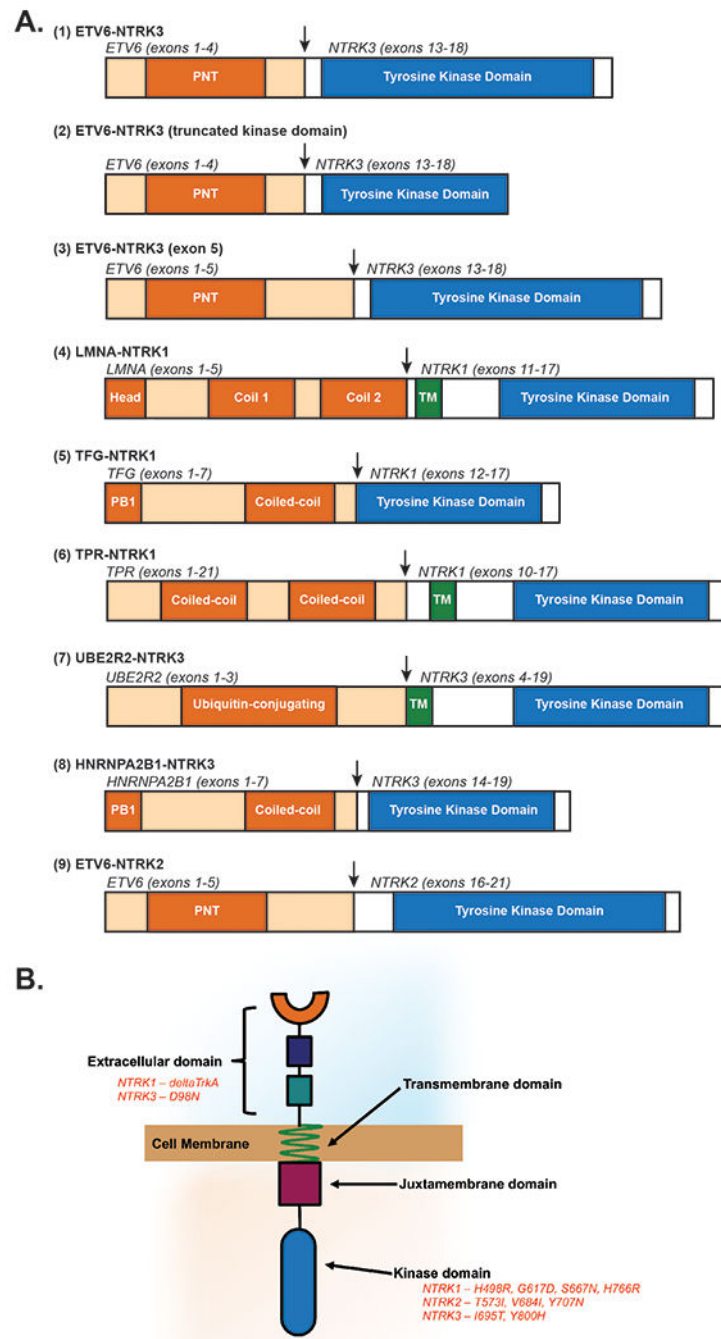 A.
(1) ETV6-NTRK3
ETV6 (exons 1-4) NTRK3 (exons 13-18)
PNT Tyrosine Kinase Domain
(2) ETV6-NTRK3 (truncated kinase domain)
ETV6 (exons 1-4) NTRK3 (exons 13-18)
PNT Tyrosine Kinase Domain
(3) ETV6-NTRK3 (exon 5)
ETV6 (exons 1-5) NTRK3 (exons 13-18)
PNT Tyrosine Kinase Domain
(4) LMNA-NTRK1
LMNA (exons 1-5) NTRK1 (exons 11-17)
Head Coil 1 Coil 2 TM Tyrosine Kinase Domain
(5) TFG-NTRK1
TFG (exons 1-7) NTRK1 (exons 12-17)
PB1 Coiled-coil Tyrosine Kinase Domain
(6) TPR-NTRK1
TPR (exons 1-21) NTRK1 (exons 10-17)
Coiled-coil Coiled-coil TM Tyrosine Kinase Domain
(7) UBE2R2-NTRK3
UBE2R2 (exons 1-3) NTRK3 (exons 4-19)
Ubiquitin-conjugating TM Tyrosine Kinase Domain
(8) HNRNPA2B1-NTRK3
HNRNPA2B1 (exons 1-7) NTRK3 (exons 14-19)
PB1 Coiled-coil Tyrosine Kinase Domain
(9) ETV6-NTRK2
ETV6 (exons 1-5) NTRK2 (exons 16-21)
PNT Tyrosine Kinase Domain
B.
Extracellular domain
NTRK1 – deltaTrkA
NTRK3 – D98N
Transmembrane domain
Cell Membrane
Juxtamembrane domain
Kinase domain
NTRK1 – H498R, G617D, S667N, H766R
NTRK2 – T573I, V684I, Y707N
NTRK3 – I695T, Y800H